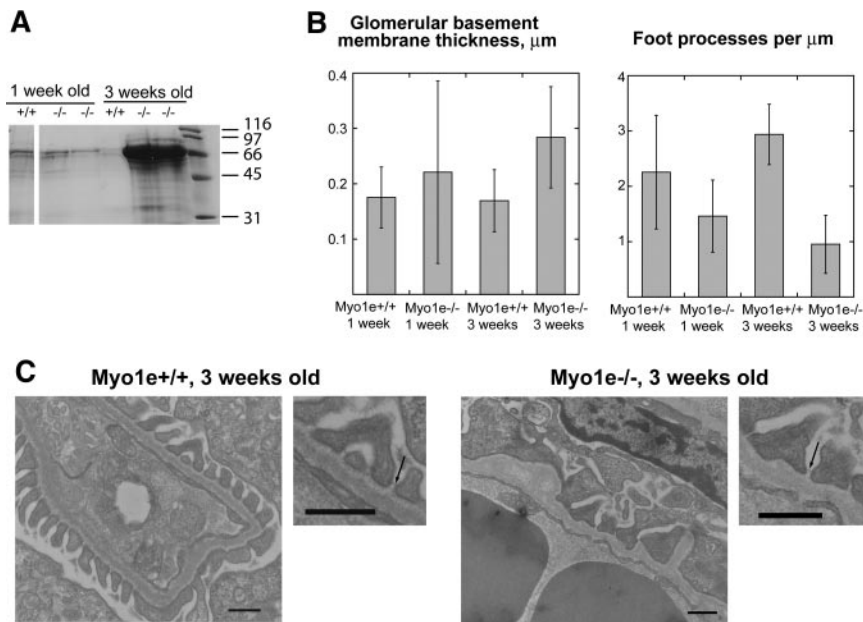 A
1 week old 3 weeks old
+/+ -/- -/- +/+ -/- -/-
116
97
66
45
31
B
Glomerular basement
membrane thickness, μm
0.4
0.3
0.2
0.1
Myo1e+/+ Myo1e-/- Myo1e+/+ Myo1e-/-
1 week 1 week 3 weeks 3 weeks
Foot processes per μm
4
3
2
1
Myo1e+/+ Myo1e-/- Myo1e+/+ Myo1e-/-
1 week 1 week 3 weeks 3 weeks
C
Myo1e+/+, 3 weeks old
Myo1e-/-, 3 weeks old